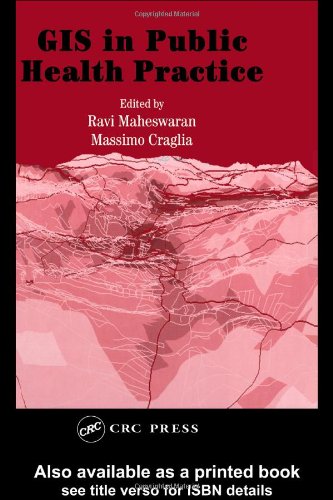 GIS in Public
Health Practice
Edited by
Ravi Maheswaran
Massimo Craglia
CRC CRC PRESS
Also available as a printed book
see title verso for ISBN details